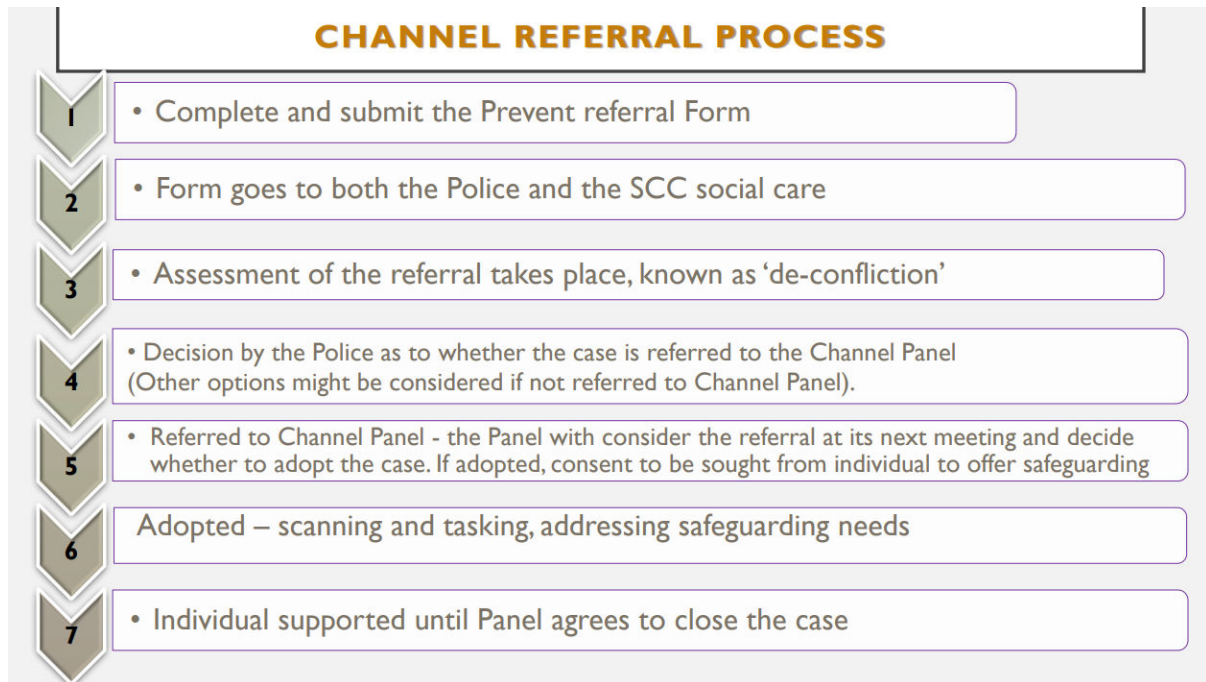 CHANNEL REFERRAL PROCESS
1
• Complete and submit the Prevent referral Form
2
• Form goes to both the Police and the SCC social care
3
• Assessment of the referral takes place, known as ‘de-confliction’
4
• Decision by the Police as to whether the case is referred to the Channel Panel
(Other options might be considered if not referred to Channel Panel).
5
• Referred to Channel Panel - the Panel with consider the referral at its next meeting and decide
whether to adopt the case. If adopted, consent to be sought from individual to offer safeguarding
6
Adopted – scanning and tasking, addressing safeguarding needs
7
• Individual supported until Panel agrees to close the case